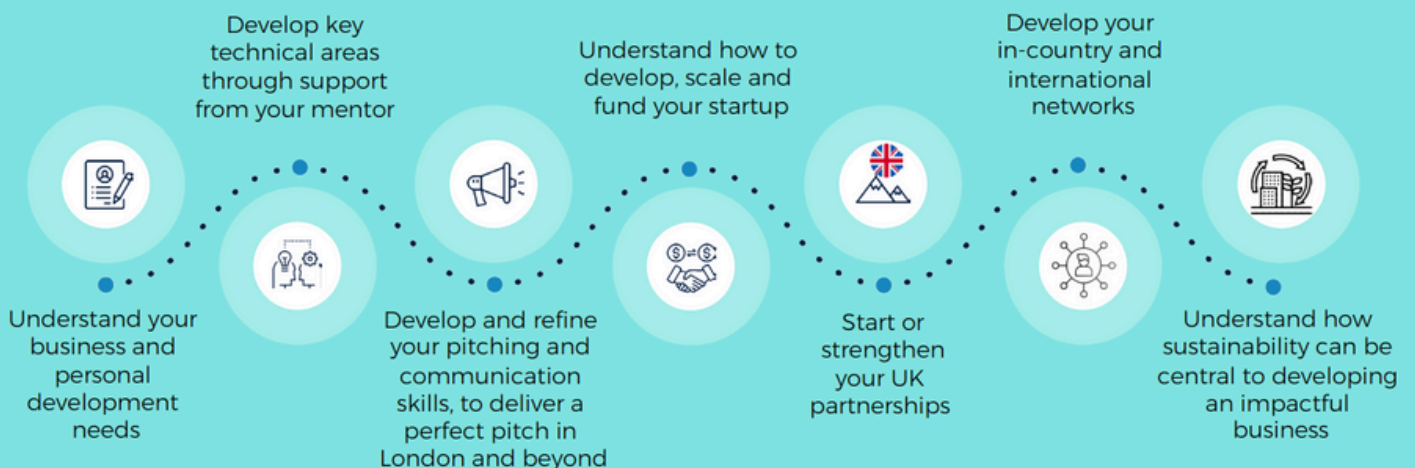 Understand your
business and
personal
development
needs
Develop key
technical areas
through support
from your mentor
Develop and refine
your pitching and
communication
skills, to deliver a
perfect pitch in
London and beyond
Understand how to
develop, scale and
fund your startup
Start or
strengthen
your UK
partnerships
Develop your
in-country and
international
networks
Understand how
sustainability can be
central to developing
an impactful
business